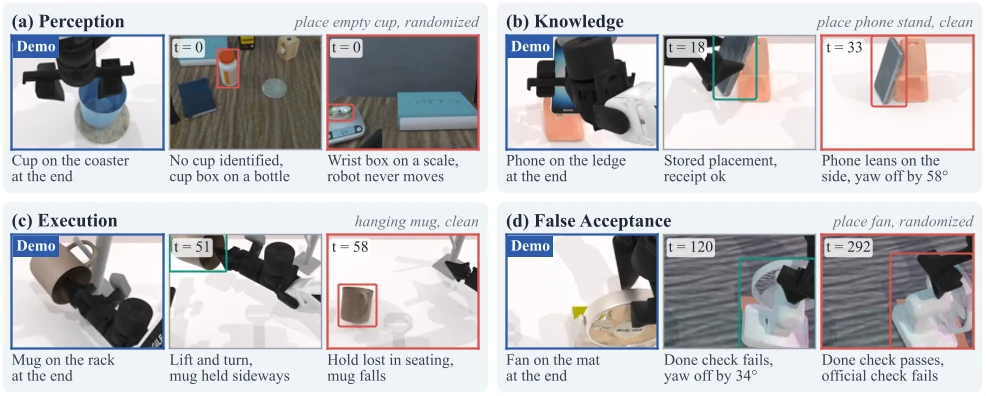 (a) Perception
place empty cup, randomized
Demo
t = 0
t = 0
Cup on the coaster
at the end
No cup identified,
cup box on a bottle
Wrist box on a scale,
robot never moves
(b) Knowledge
place phone stand, clean
Demo
t = 18
t = 33
Phone on the ledge
at the end
Stored placement,
receipt ok
Phone leans on the
side, yaw off by 58°
(c) Execution
hanging mug, clean
Demo
t = 51
t = 58
Mug on the rack
at the end
Lift and turn,
mug held sideways
Hold lost in seating,
mug falls
(d) False Acceptance
place fan, randomized
Demo
t = 120
t = 292
Fan on the mat
at the end
Done check fails,
yaw off by 34°
Done check passes,
official check fails